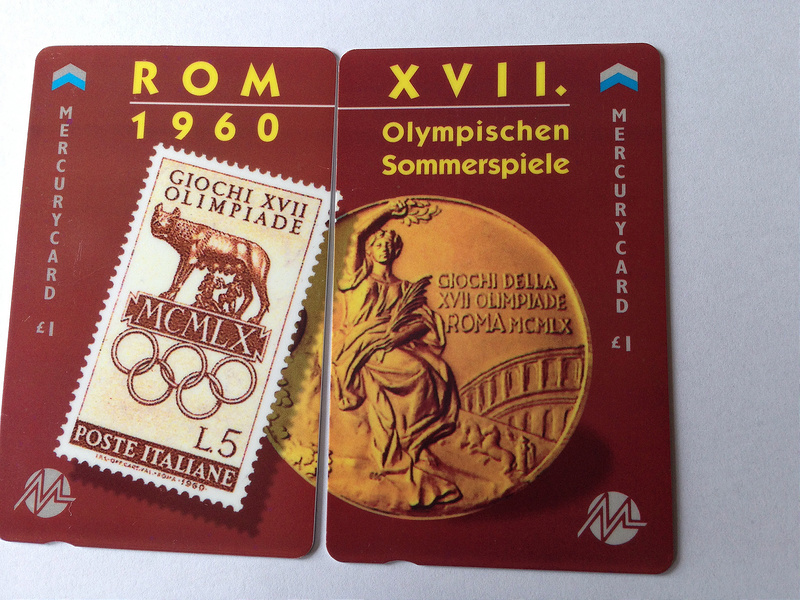 ROM
1960
MERCURYCARD
£1
GIOCHI XVII
OLIMPIADE
MCMLX
L.5
POSTE ITALIANE
XVII.
Olympischen
Sommerspiele
GIOCHI DELLA
XVII OLIMPIADE
ROMA MCMLX
MERCURYCARD
£1